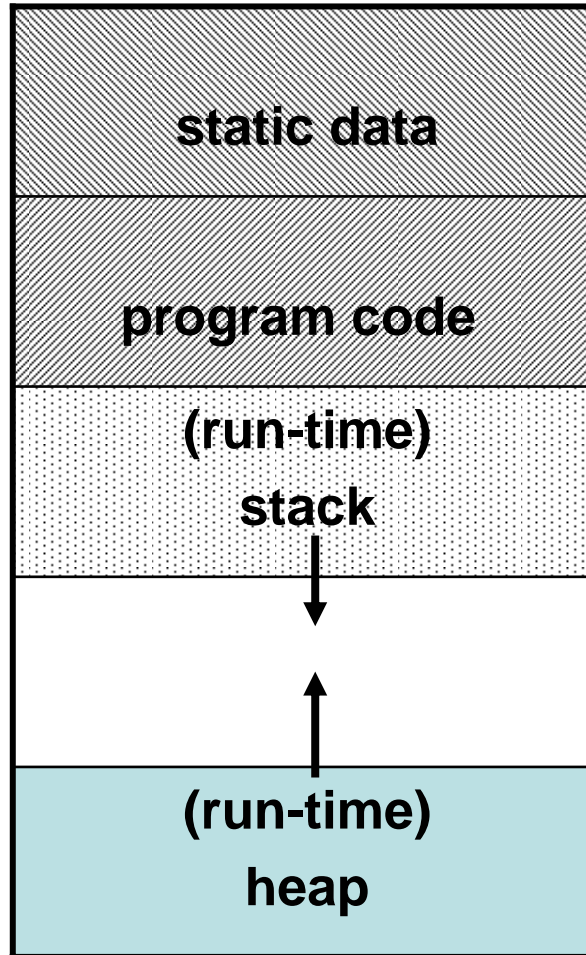 static data
program code
(run-time)
stack
(run-time)
heap